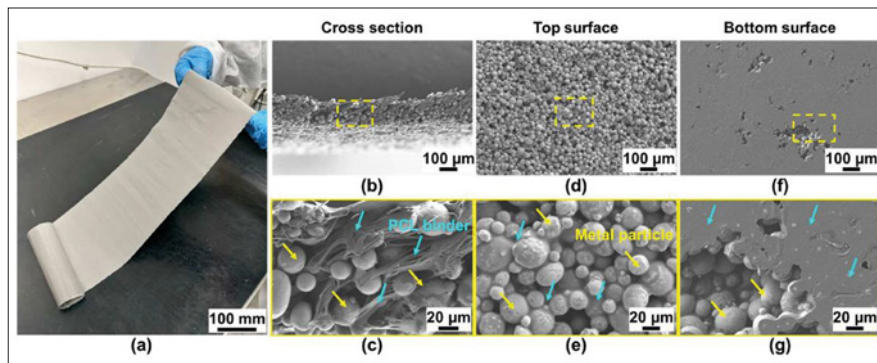 Cross section
Top surface
Bottom surface
100 µm
100 µm
100 µm
(b)
(d)
(f)
PCL binder
Metal particle
100 mm
20 µm
20 µm
20 µm
(a)
(c)
(e)
(g)